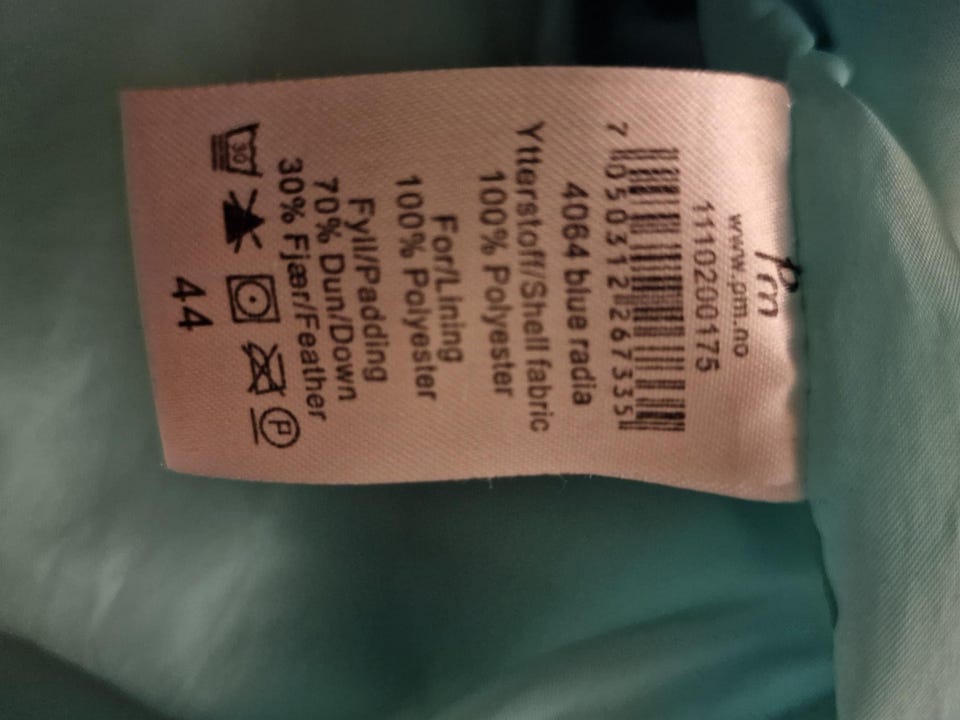 Pm
www.pm.no
1110200175
7 050312 267335
4064 blue radia
Ytterstoff/Shell fabric
100% Polyester
For/Lining
100% Polyester
Fyll/Padding
70% Dun/Down
30% Fjær/Feather
30
P
44